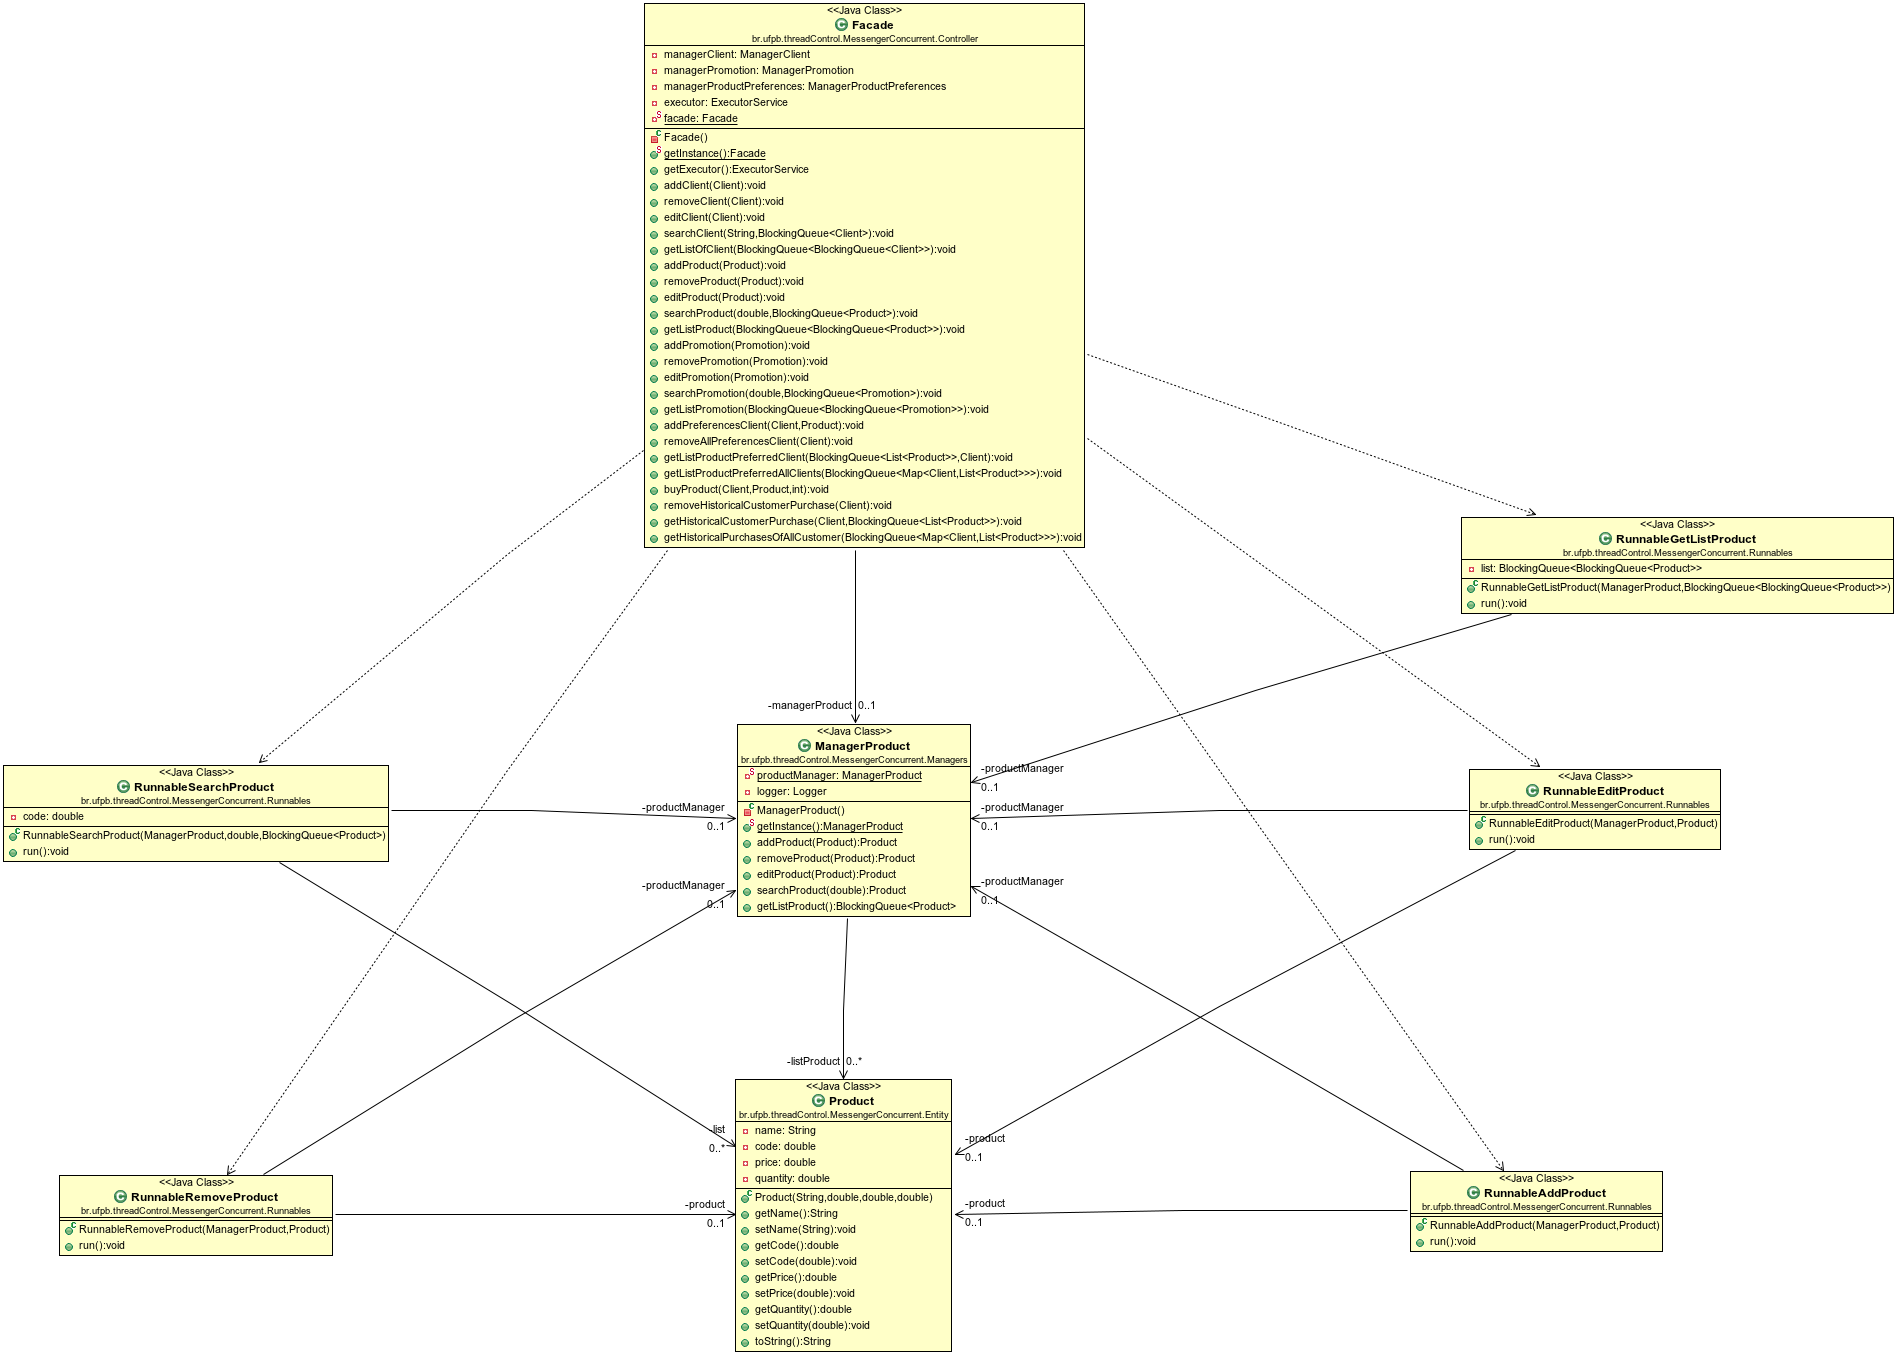 <<Java Class>>
Facade
br.ufpb.threadControl.MessengerConcurrent.Controller
managerClient: ManagerClient
managerPromotion: ManagerPromotion
managerProductPreferences: ManagerProductPreferences
executor: ExecutorService
facade: Facade
Facade()
getInstance():Facade
getExecutor():ExecutorService
addClient(Client):void
removeClient(Client):void
editClient(Client):void
searchClient(String,BlockingQueue<Client>):void
getListOfClient(BlockingQueue<BlockingQueue<Client>>):void
addProduct(Product):void
removeProduct(Product):void
editProduct(Product):void
searchProduct(double,BlockingQueue<Product>):void
getListProduct(BlockingQueue<BlockingQueue<Product>>):void
addPromotion(Promotion):void
removePromotion(Promotion):void
editPromotion(Promotion):void
searchPromotion(double,BlockingQueue<Promotion>):void
getListPromotion(BlockingQueue<BlockingQueue<Promotion>>):void
addPreferencesClient(Client,Product):void
removeAllPreferencesClient(Client):void
getListProductPreferredClient(BlockingQueue<List<Product>>,Client):void
getListProductPreferredAllClients(BlockingQueue<Map<Client,List<Product>>>):void
buyProduct(Client,Product,int):void
removeHistoricalCustomerPurchase(Client):void
getHistoricalCustomerPurchase(Client,BlockingQueue<List<Product>>):void
getHistoricalPurchasesOfAllCustomer(BlockingQueue<Map<Client,List<Product>>>):void
<<Java Class>>
RunnableGetListProduct
br.ufpb.threadControl.MessengerConcurrent.Runnables
list: BlockingQueue<BlockingQueue<Product>>
RunnableGetListProduct(ManagerProduct,BlockingQueue<BlockingQueue<Product>>)
run():void
-managerProduct 0..1
<<Java Class>>
ManagerProduct
br.ufpb.threadControl.MessengerConcurrent.Managers
productManager: ManagerProduct
logger: Logger
ManagerProduct()
getInstance():ManagerProduct
addProduct(Product):Product
removeProduct(Product):Product
editProduct(Product):Product
searchProduct(double):Product
getListProduct():BlockingQueue<Product>
<<Java Class>>
RunnableSearchProduct
br.ufpb.threadControl.MessengerConcurrent.Runnables
code: double
RunnableSearchProduct(ManagerProduct,double,BlockingQueue<Product>)
run():void
-productManager
0..1
-productManager
0..1
-productManager
0..1
-productManager
0..1
-productManager
0..1
<<Java Class>>
RunnableEditProduct
br.ufpb.threadControl.MessengerConcurrent.Runnables
RunnableEditProduct(ManagerProduct,Product)
run():void
-listProduct 0..*
<<Java Class>>
Product
br.ufpb.threadControl.MessengerConcurrent.Entity
name: String
code: double
price: double
quantity: double
Product(String,double,double,double)
getName():String
setName(String):void
getCode():double
setCode(double):void
getPrice():double
setPrice(double):void
getQuantity():double
setQuantity(double):void
toString():String
-list
0..*
-product
0..1
-product
0..1
-product
0..1
<<Java Class>>
RunnableRemoveProduct
br.ufpb.threadControl.MessengerConcurrent.Runnables
RunnableRemoveProduct(ManagerProduct,Product)
run():void
<<Java Class>>
RunnableAddProduct
br.ufpb.threadControl.MessengerConcurrent.Runnables
RunnableAddProduct(ManagerProduct,Product)
run():void